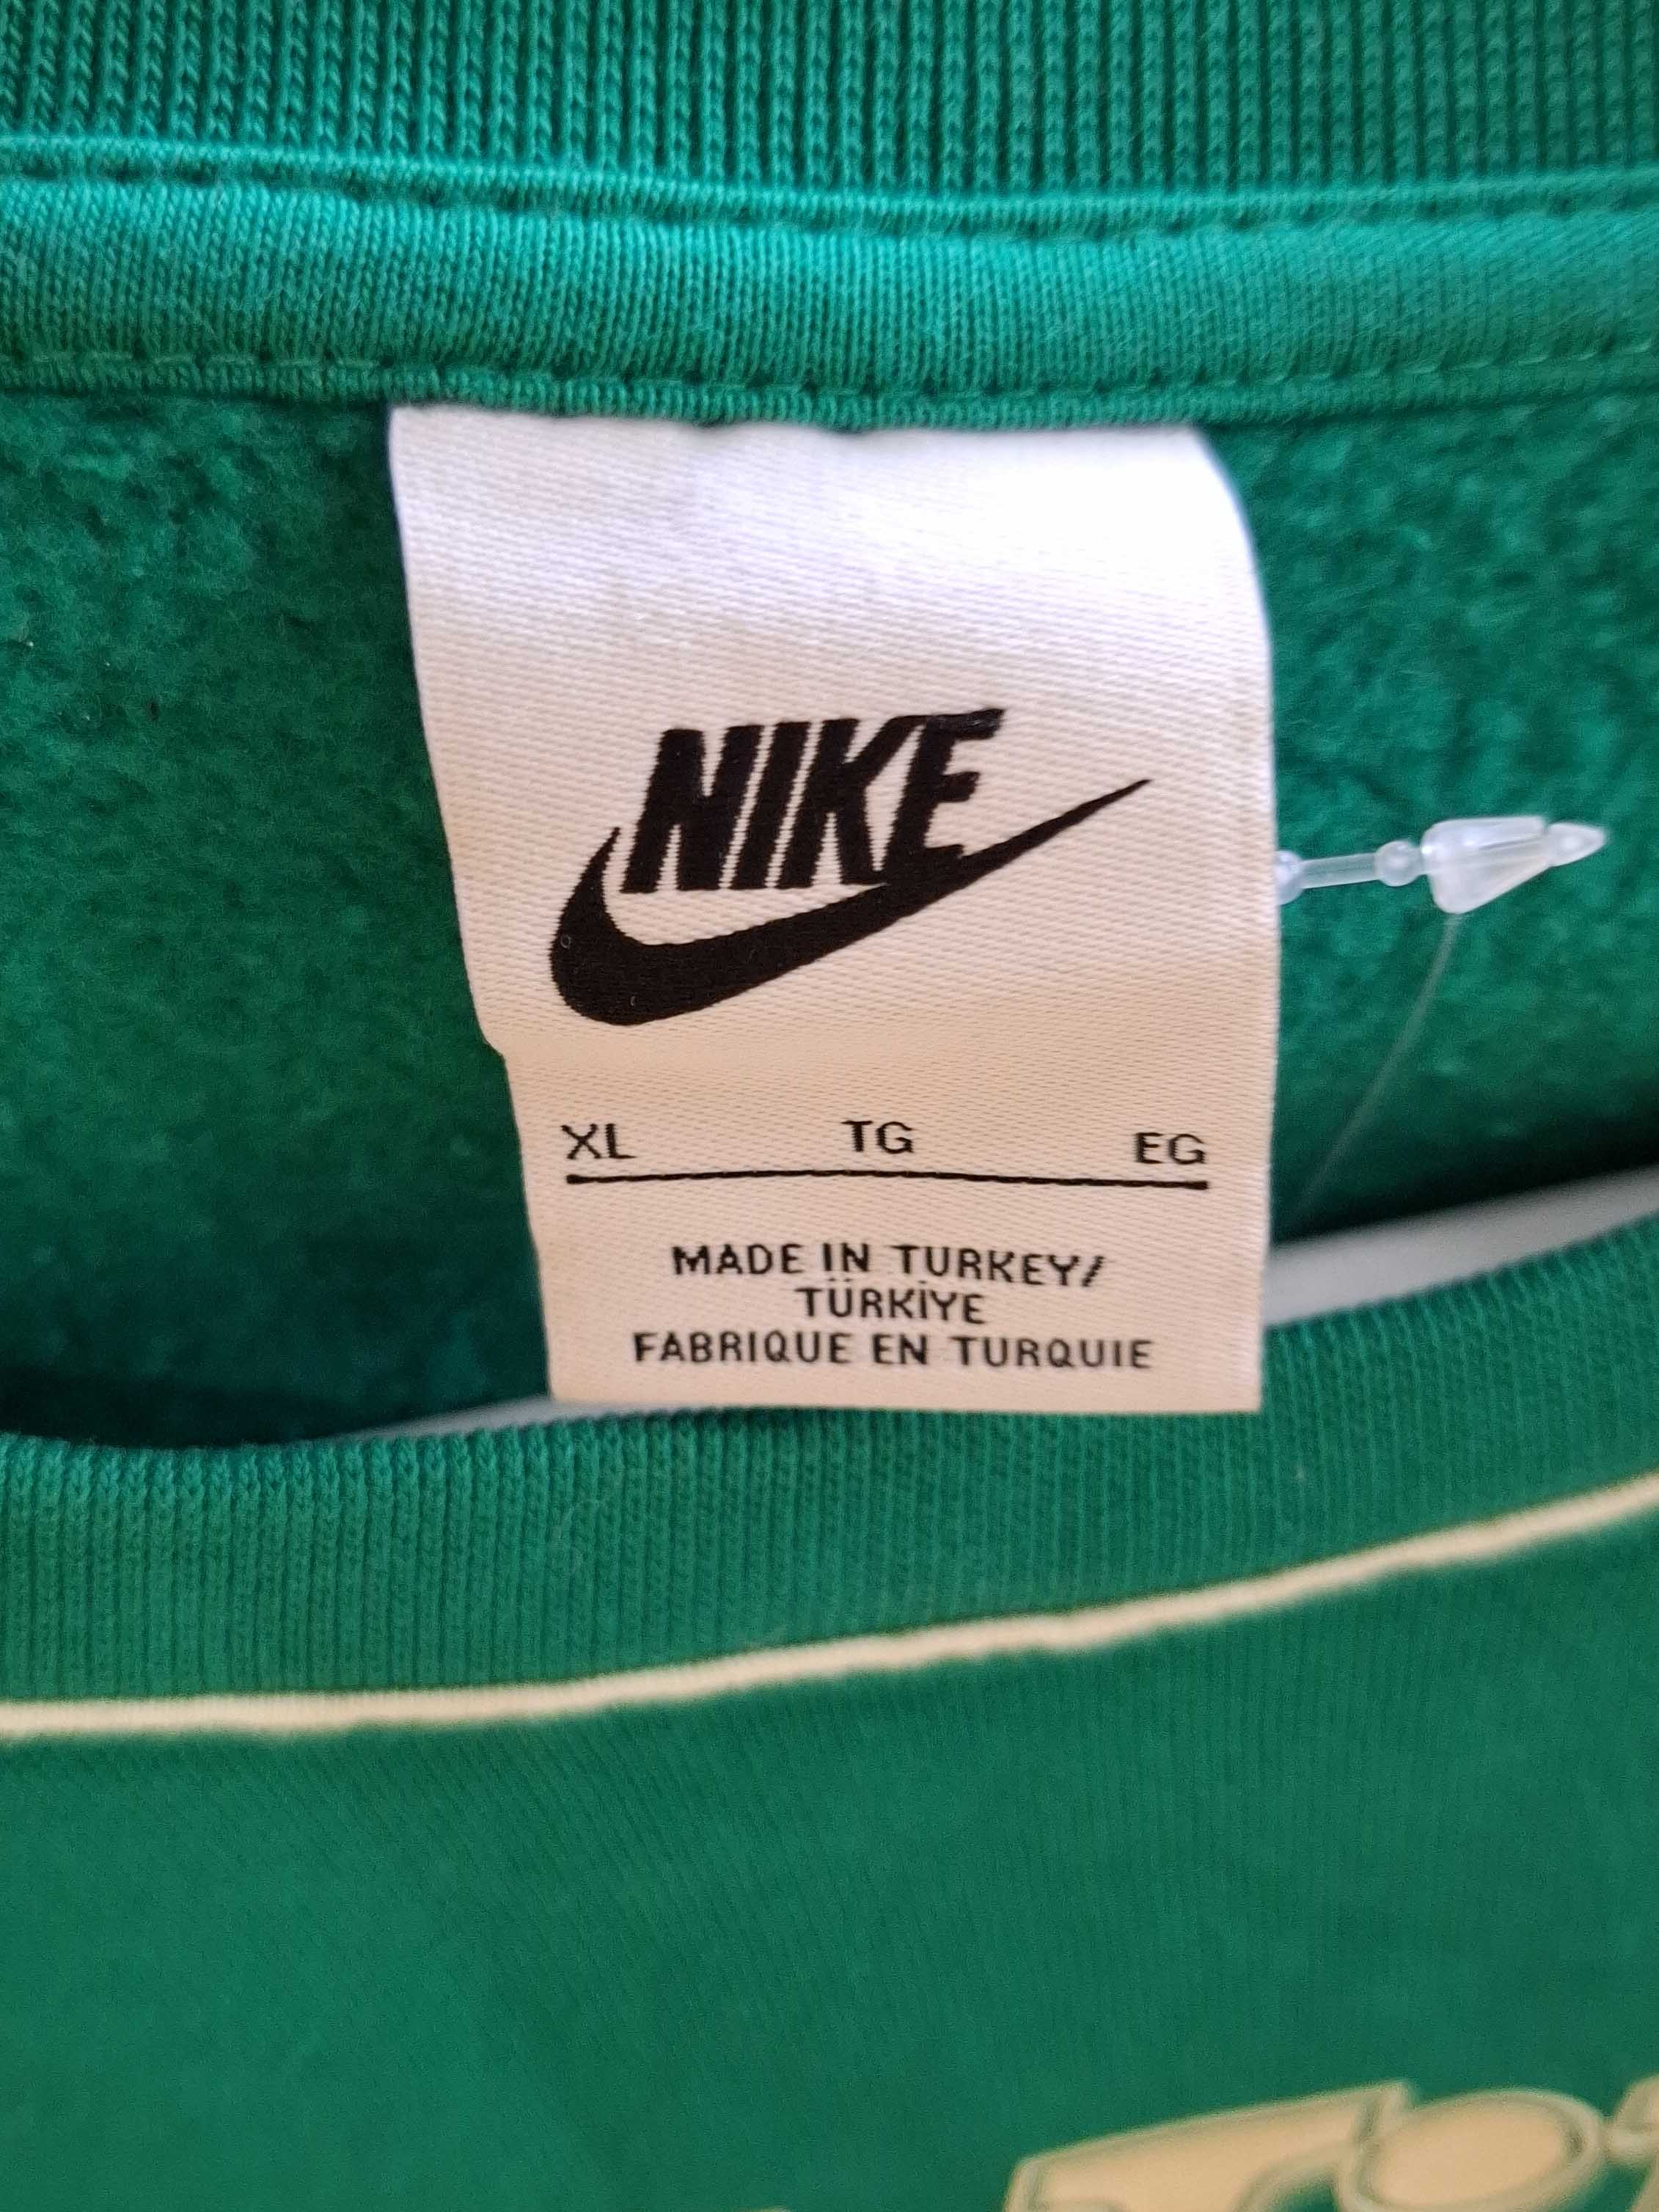 NIKE
XL TG EG
MADE IN TURKEY/
TÜRKİYE
FABRIQUE EN TURQUIE